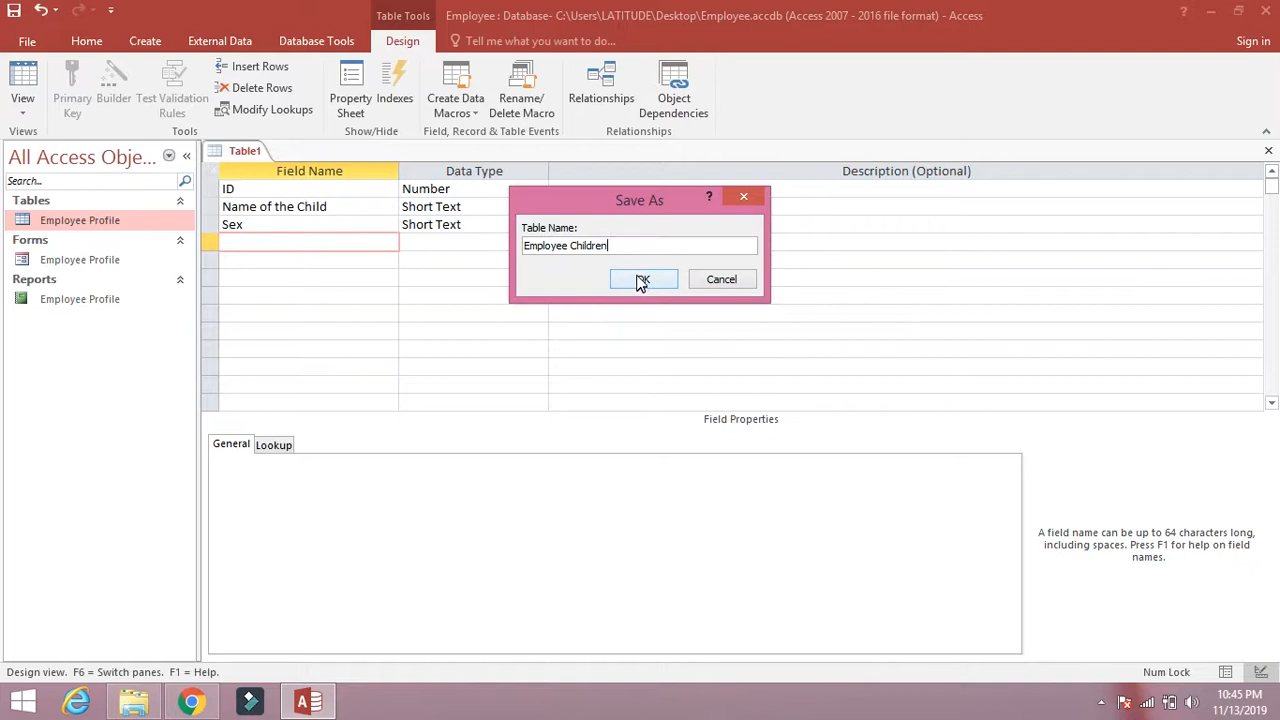 Table Tools
Employee : Database- C:\Users\LATITUDE\Desktop\Employee.accdb (Access 2007 - 2016 file format) - Access
File
Home
Create
External Data
Database Tools
Design
Tell me what you want to do...
Sign in
View
Primary Key
Builder
Test Validation Rules
Insert Rows
Delete Rows
Modify Lookups
Property Sheet
Indexes
Create Data Macros
Rename/ Delete Macro
Relationships
Object Dependencies
Views
Tools
Show/Hide
Field, Record & Table Events
Relationships
All Access Obje...
Search...
Tables
Employee Profile
Forms
Employee Profile
Reports
Employee Profile
Table1
Field Name
Data Type
Description (Optional)
ID
Number
Name of the Child
Short Text
Sex
Short Text
Save As
?
Table Name:
Employee Children
OK
Cancel
Field Properties
General
Lookup
A field name can be up to 64 characters long,
including spaces. Press F1 for help on field
names.
Design view. F6 = Switch panes. F1 = Help.
Num Lock
10:45 PM
11/13/2019